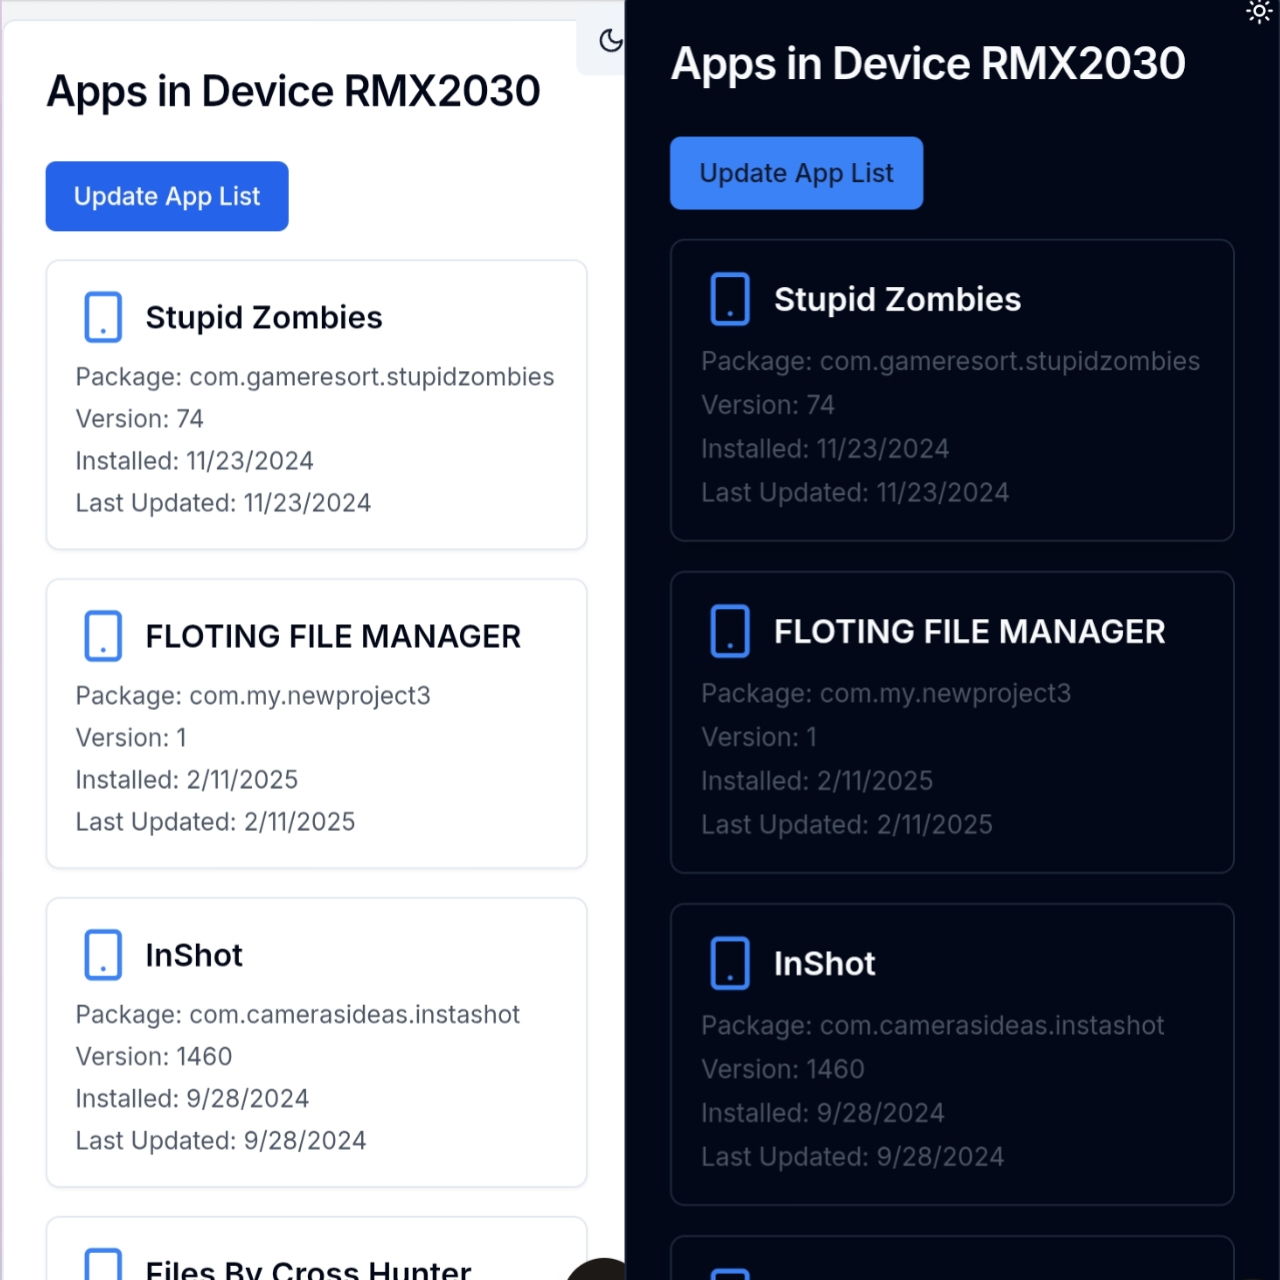 Apps in Device RMX2030
Update App List
Stupid Zombies
Package: com.gameresort.stupidzombies
Version: 74
Installed: 11/23/2024
Last Updated: 11/23/2024
FLOTING FILE MANAGER
Package: com.my.newproject3
Version: 1
Installed: 2/11/2025
Last Updated: 2/11/2025
InShot
Package: com.camerasideas.instashot
Version: 1460
Installed: 9/28/2024
Last Updated: 9/28/2024
Files By Cross Hunter
Apps in Device RMX2030
Update App List
Stupid Zombies
Package: com.gameresort.stupidzombies
Version: 74
Installed: 11/23/2024
Last Updated: 11/23/2024
FLOTING FILE MANAGER
Package: com.my.newproject3
Version: 1
Installed: 2/11/2025
Last Updated: 2/11/2025
InShot
Package: com.camerasideas.instashot
Version: 1460
Installed: 9/28/2024
Last Updated: 9/28/2024